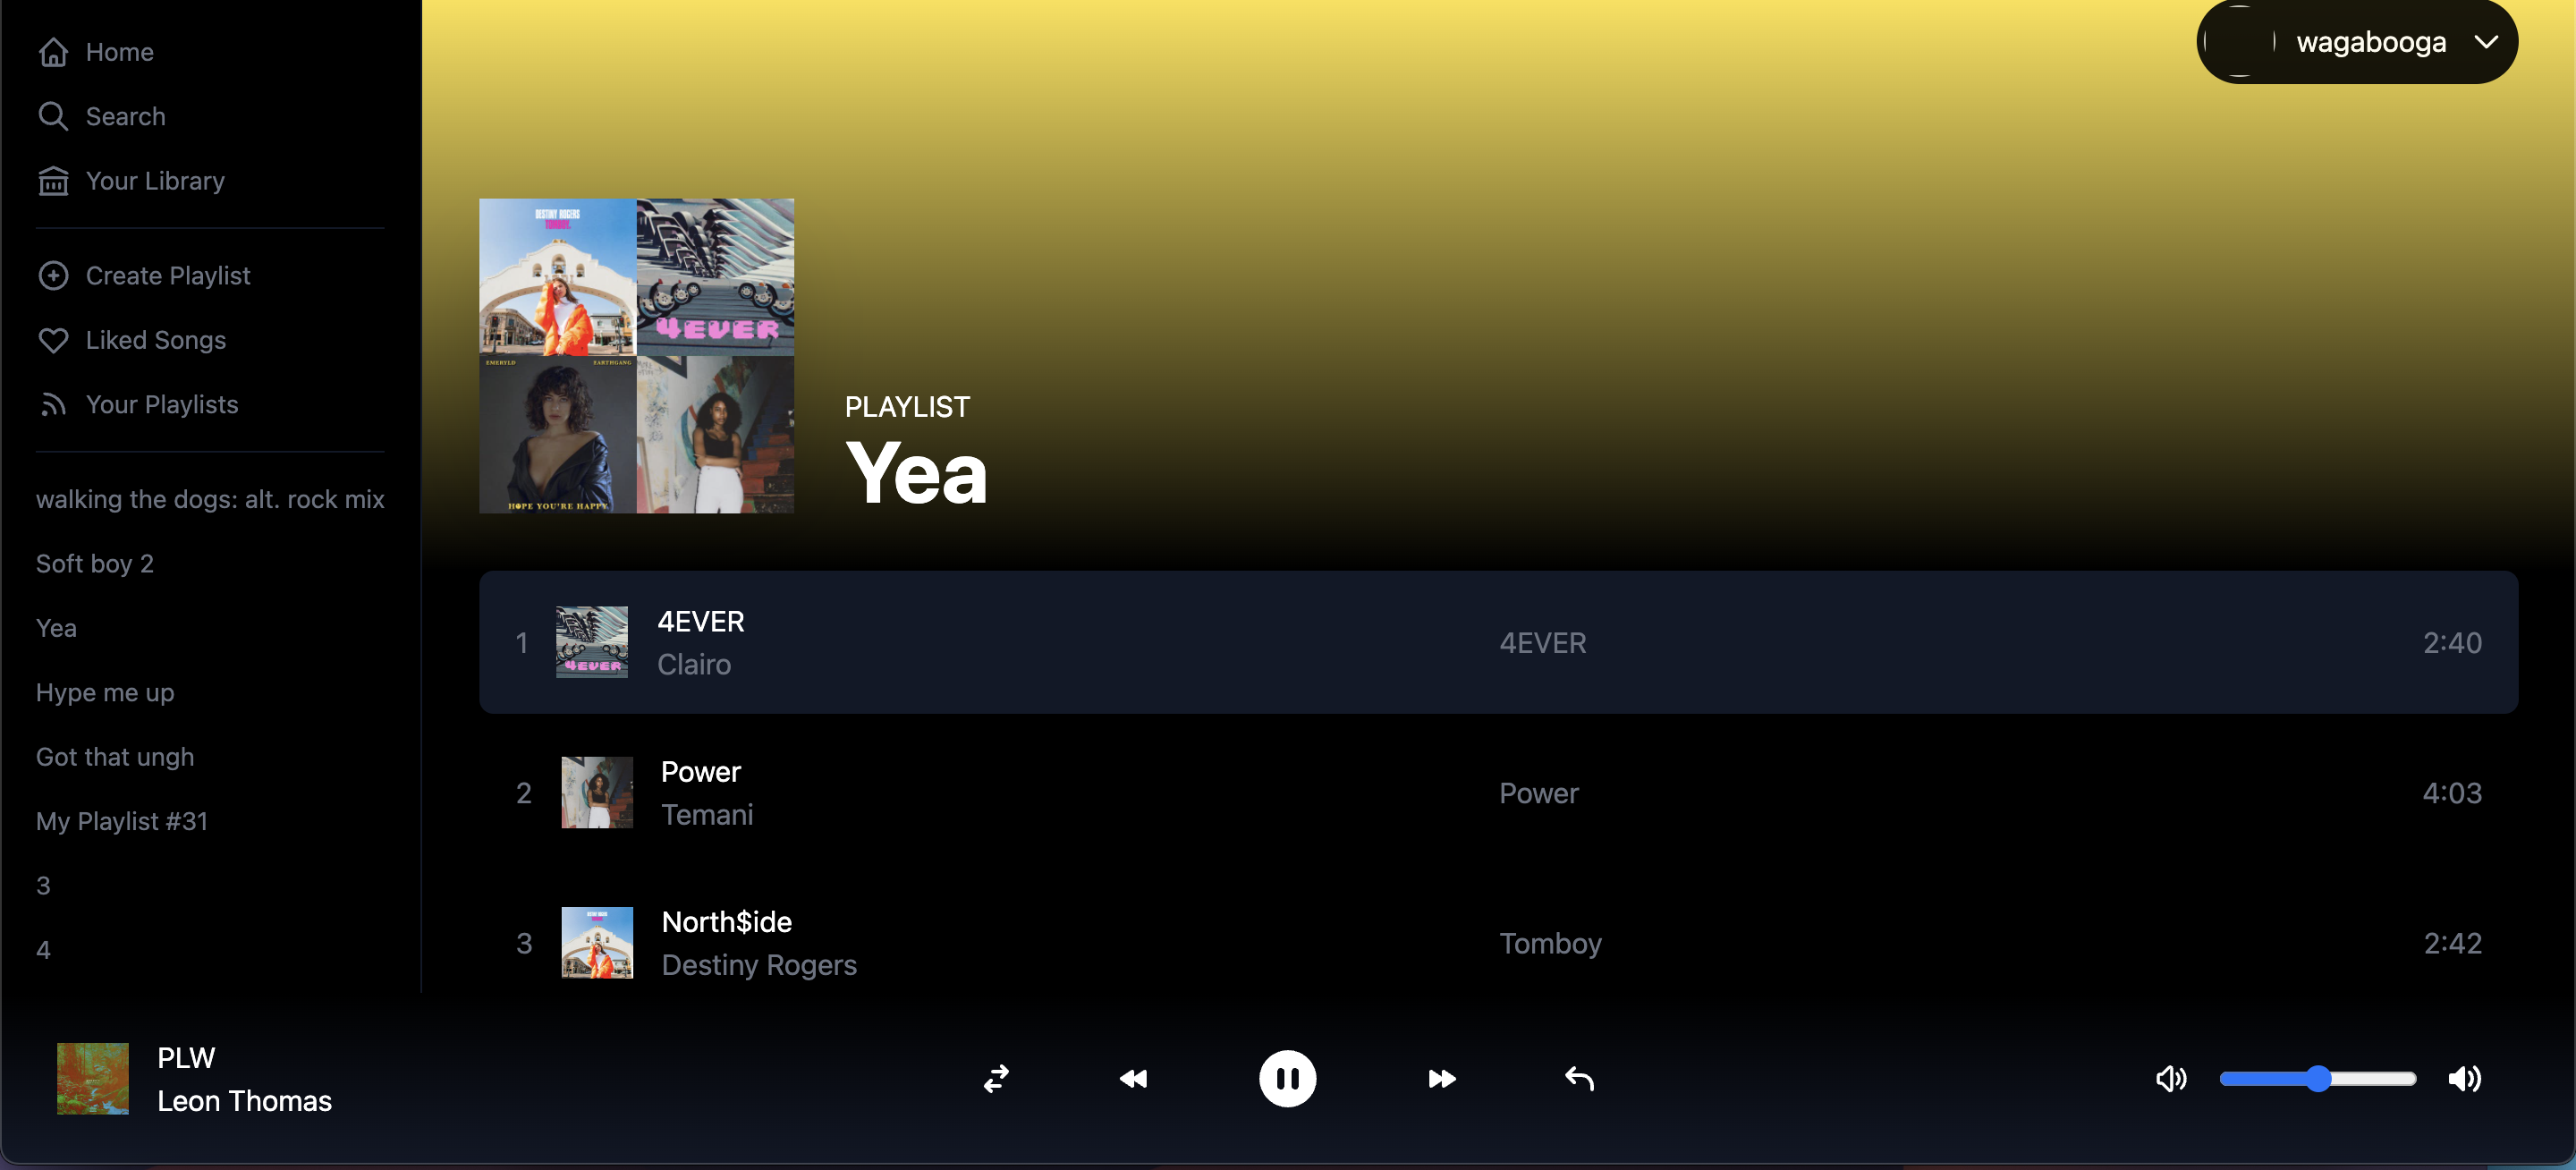 Home
Search
Your Library
Create Playlist
Liked Songs
Your Playlists
walking the dogs: alt. rock mix
Soft boy 2
Yea
Hype me up
Got that ungh
My Playlist #31
3
4
wagabooga
DESTINY ROGERS
TOMBOY.
4EVER
EMERYLD EARTHGANG
HOPE YOU'RE HAPPY
PLAYLIST
Yea
1 4EVER 4EVER 2:40
Clairo
4EVER
2 Power Power 4:03
Temani
3 North$ide Tomboy 2:42
Destiny Rogers
PLW
Leon Thomas